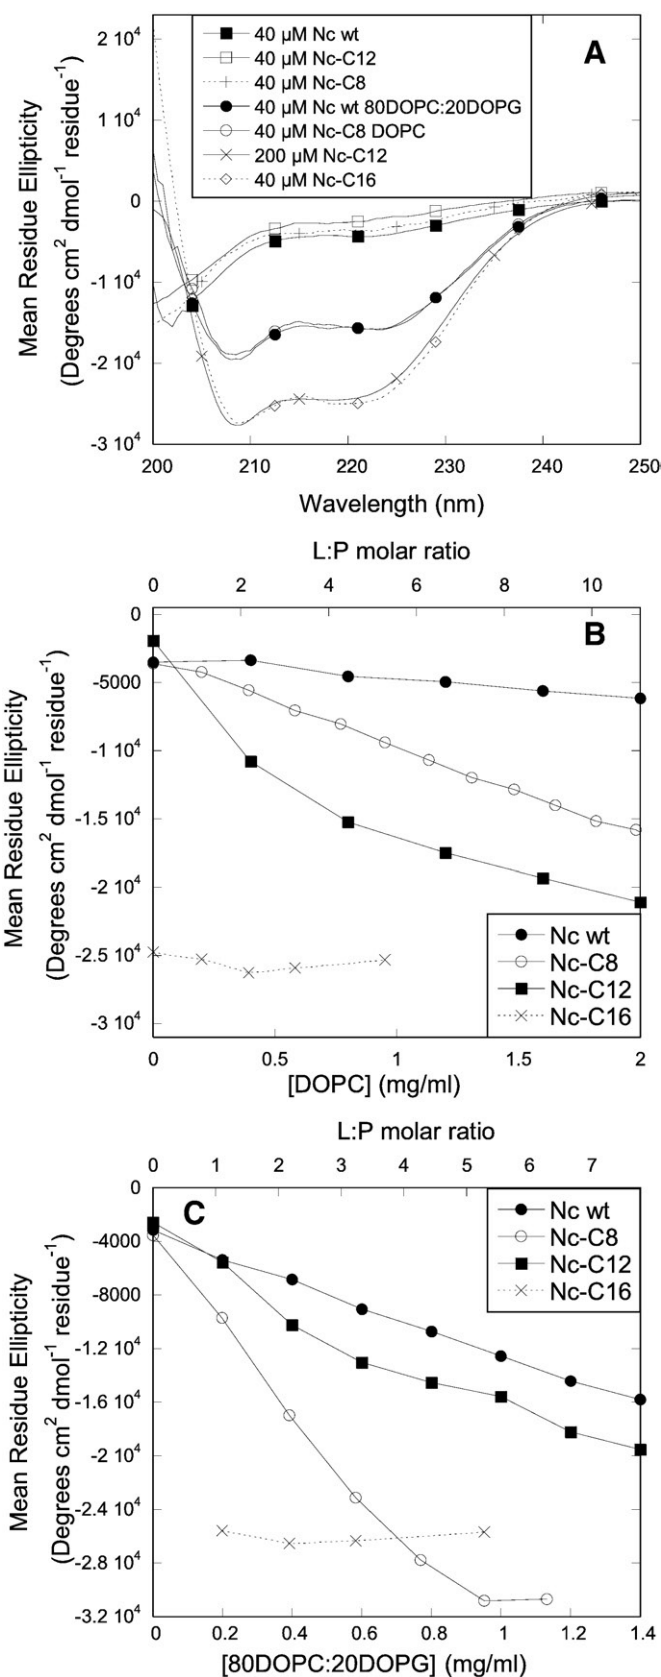 A
40 µM Nc wt
40 µM Nc-C12
40 µM Nc-C8
40 µM Nc wt 80DOPC:20DOPG
40 µM Nc-C8 DOPC
200 µM Nc-C12
40 µM Nc-C16
2 10⁴
1 10⁴
0
-1 10⁴
-2 10⁴
-3 10⁴
Mean Residue Ellipticity
(Degrees cm² dmol⁻¹ residue⁻¹)
200 210 220 230 240 250
Wavelength (nm)
L:P molar ratio
0 2 4 6 8 10
B
0
-5000
-1 10⁴
-1.5 10⁴
-2 10⁴
-2.5 10⁴
-3 10⁴
Mean Residue Ellipticity
(Degrees cm² dmol⁻¹ residue⁻¹)
Nc wt
Nc-C8
Nc-C12
Nc-C16
0 0.5 1 1.5 2
[DOPC] (mg/ml)
L:P molar ratio
0 1 2 3 4 5 6 7
C
Nc wt
Nc-C8
Nc-C12
Nc-C16
0
-4000
-8000
-1.2 10⁴
-1.6 10⁴
-2 10⁴
-2.4 10⁴
-2.8 10⁴
-3.2 10⁴
Mean Residue Ellipticity
(Degrees cm² dmol⁻¹ residue⁻¹)
0 0.2 0.4 0.6 0.8 1 1.2 1.4
[80DOPC:20DOPG] (mg/ml)